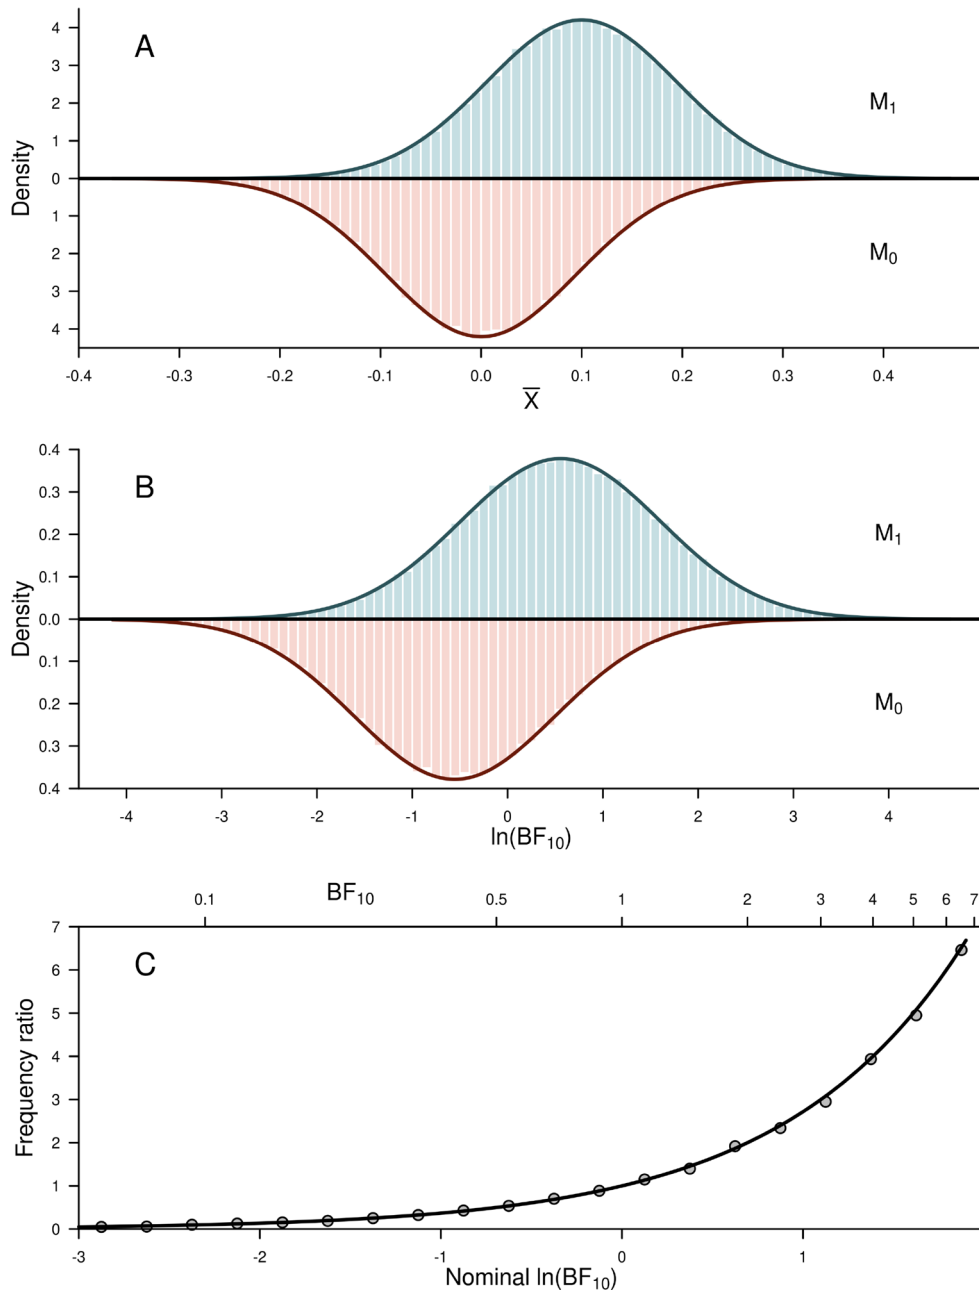 A
4
3
2
1
0
1
2
3
4
Density
M1
M0
-0.4 -0.3 -0.2 -0.1 0.0 0.1 0.2 0.3 0.4
X̅
B
0.4
0.3
0.2
0.1
0.0
0.1
0.2
0.3
0.4
Density
M1
M0
-4 -3 -2 -1 0 1 2 3 4
ln(BF10)
BF10
0.1 0.5 1 2 3 4 5 6 7
C
7
6
5
4
3
2
1
0
Frequency ratio
-3 -2 -1 0 1
Nominal ln(BF10)